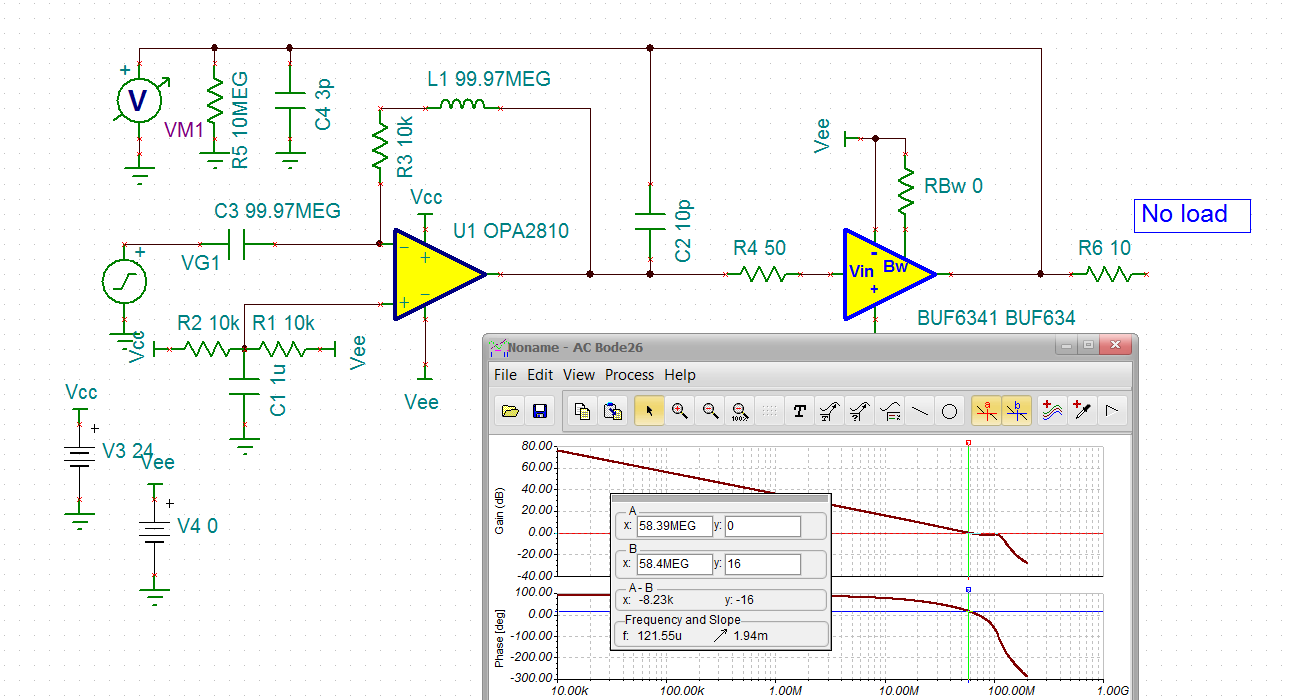 L1 99.97MEG
+
V
VM1
R5 10MEG
C4 3p
R3 10k
Vee
RBw 0
Vcc
C3 99.97MEG
U1 OPA2810
C2 10p
No load
R4 50
R6 10
VG1
+
-
Vin
Bw
+
BUF6341 BUF634
R2 10k
R1 10k
Vcc
Vee
C1 1u
Vee
Vcc
+
V3 24
Vee
+
V4 0
Noname - AC Bode26
File Edit View Process Help
100%
T
a
b
80.00
60.00
40.00
20.00
0.00
-20.00
-40.00
Gain (dB)
A
x: 58.39MEG y: 0
B
x: 58.4MEG y: 16
A - B
x: -8.23k y: -16
Frequency and Slope
f: 121.55u 1.94m
100.00
0.00
-100.00
-200.00
-300.00
Phase [deg]
10.00k 100.00k 1.00M 10.00M 100.00M 1.00G